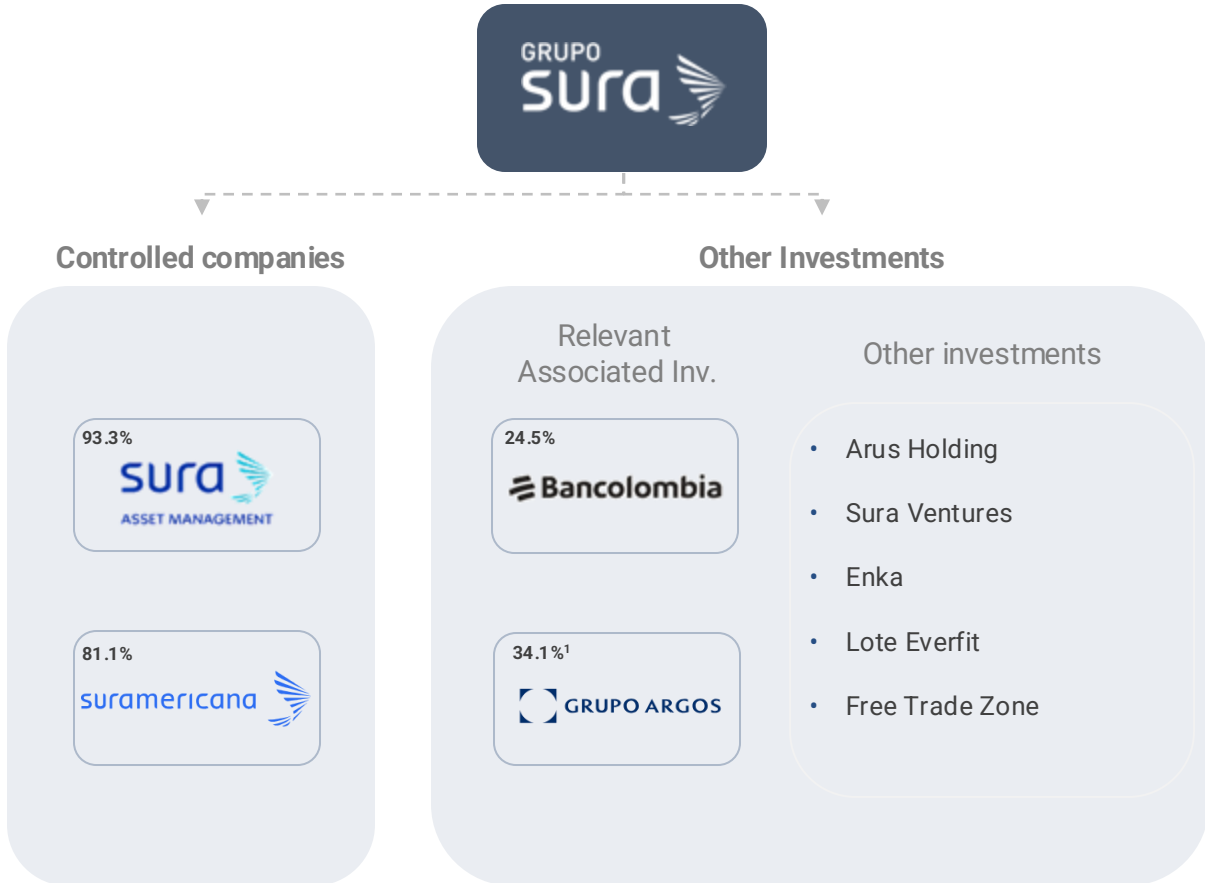 GRUPO
sura
Controlled companies
Other Investments
Relevant
Associated Inv.
Other investments
93.3%
sura
ASSET MANAGEMENT
81.1%
suramericana
24.5%
Bancolombia
34.1%¹
GRUPO ARGOS
• Arus Holding
• Sura Ventures
• Enka
• Lote Everfit
• Free Trade Zone